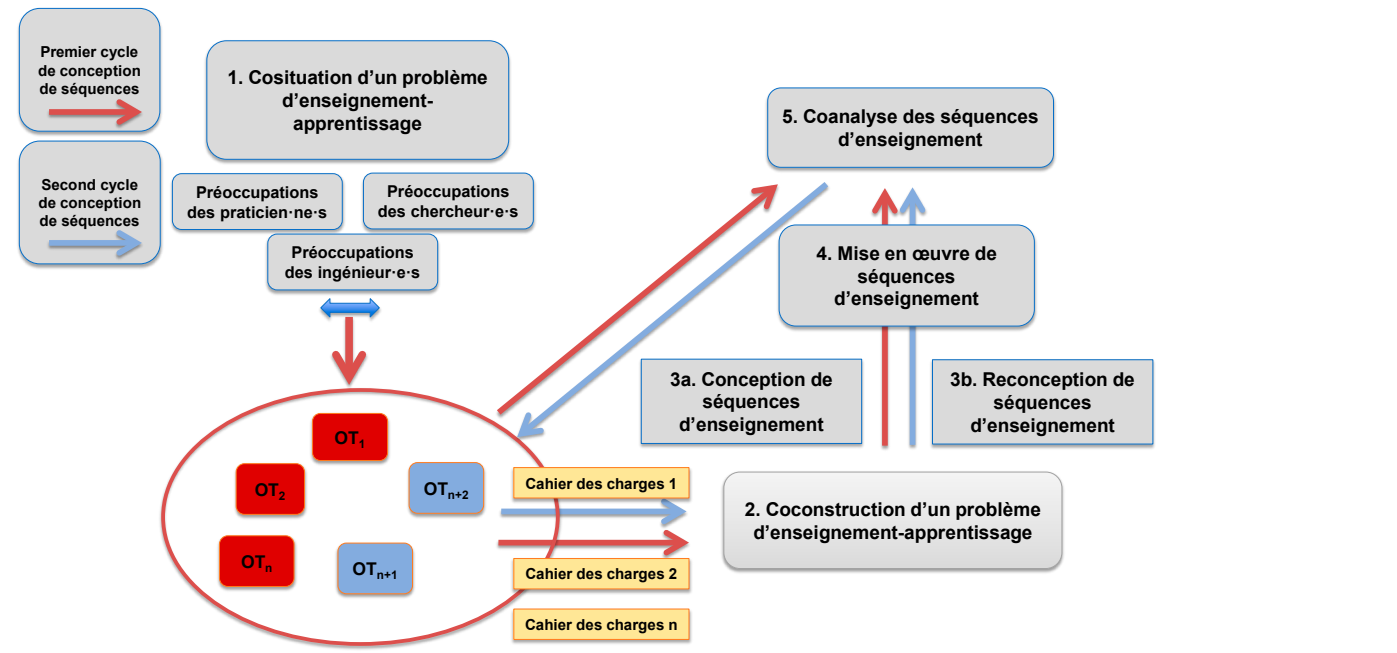 Premier cycle
de conception
de séquences
Second cycle
de conception
de séquences
1. Cosituation d’un problème
d’enseignement-
apprentissage
Préoccupations
des praticien·ne·s
Préoccupations
des chercheur·e·s
Préoccupations
des ingénieur·e·s
5. Coanalyse des séquences
d’enseignement
4. Mise en œuvre de
séquences
d’enseignement
3a. Conception de
séquences
d’enseignement
3b. Reconception de
séquences
d’enseignement
OT1
OT2
OTn+2
OTn
OTn+1
Cahier des charges 1
Cahier des charges 2
Cahier des charges n
2. Coconstruction d’un problème
d’enseignement-apprentissage